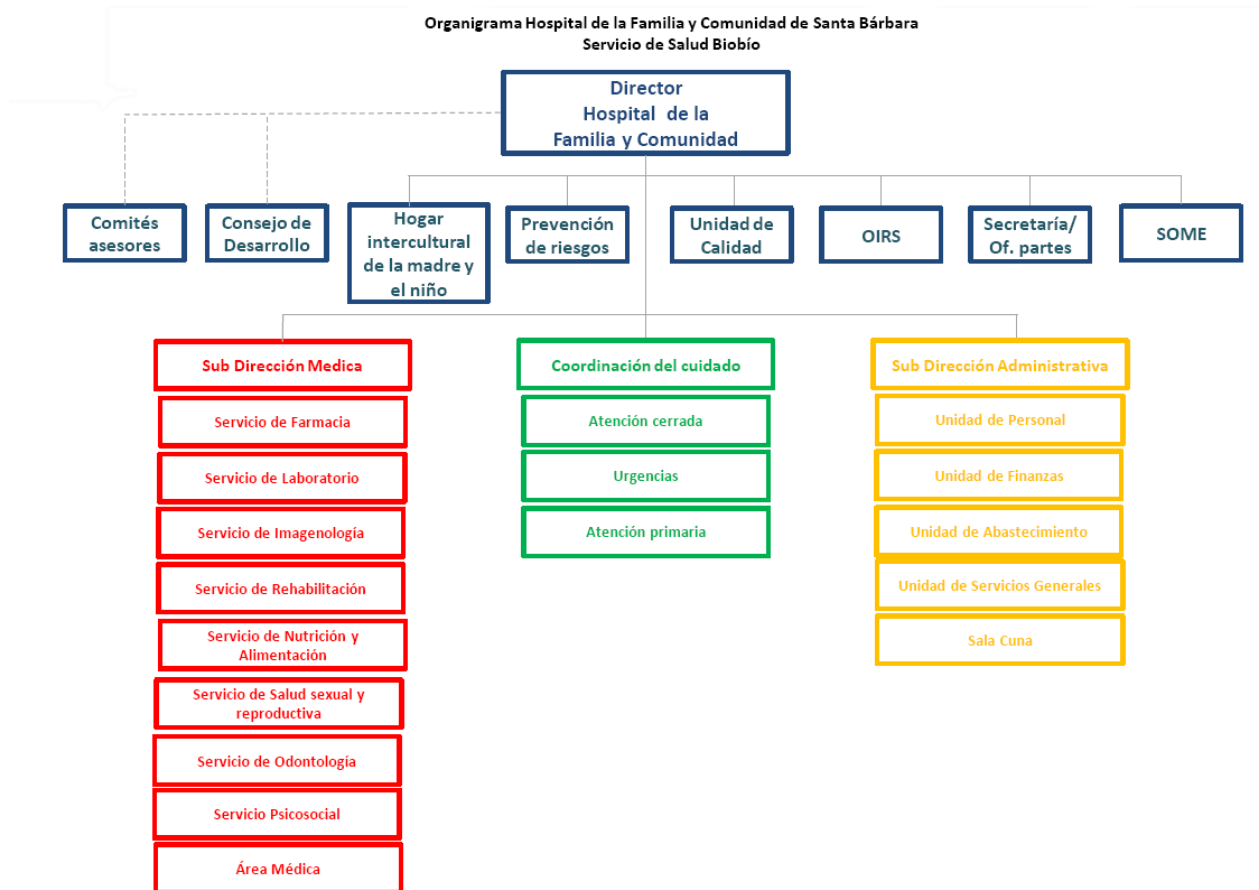 Organigrama Hospital de la Familia y Comunidad de Santa Bárbara
Servicio de Salud Biobío
Director
Hospital de la
Familia y Comunidad
Comités
asesores
Consejo de
Desarrollo
Hogar
intercultural
de la madre y
el niño
Prevención
de riesgos
Unidad de
Calidad
OIRS
Secretaría/
Of. partes
SOME
Sub Dirección Medica
Servicio de Farmacia
Servicio de Laboratorio
Servicio de Imagenología
Servicio de Rehabilitación
Servicio de Nutrición y
Alimentación
Servicio de Salud sexual y
reproductiva
Servicio de Odontología
Servicio Psicosocial
Área Médica
Coordinación del cuidado
Atención cerrada
Urgencias
Atención primaria
Sub Dirección Administrativa
Unidad de Personal
Unidad de Finanzas
Unidad de Abastecimiento
Unidad de Servicios Generales
Sala Cuna